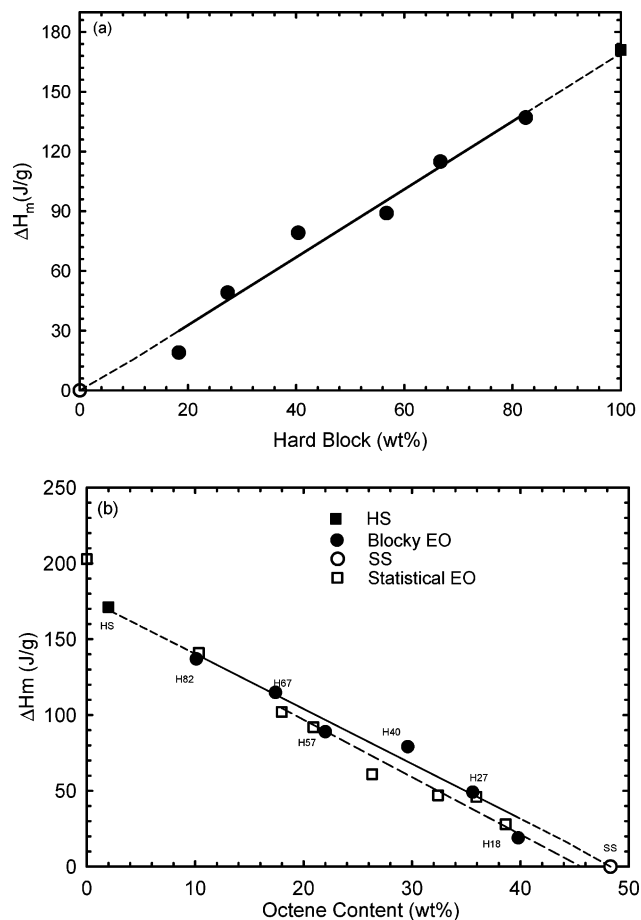 (a)
180
150
120
90
60
30
0
ΔHm(J/g)
0 20 40 60 80 100
Hard Block (wt%)
(b)
250
200
150
100
50
0
ΔHm (J/g)
HS
Blocky EO
SS
Statistical EO
HS
H82
H67
H57
H40
H27
H18
SS
0 10 20 30 40 50
Octene Content (wt%)